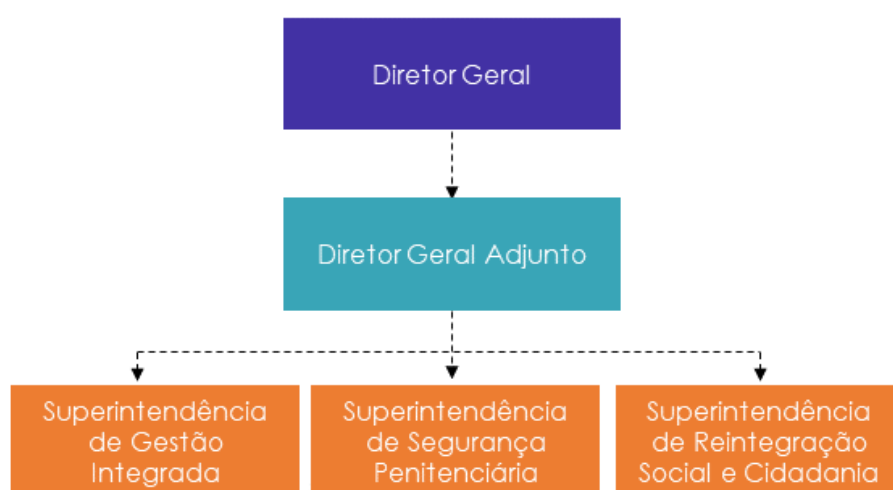 Diretor Geral
Diretor Geral Adjunto
Superintendência
de Gestão
Integrada
Superintendência
de Segurança
Penitenciária
Superintendência
de Reintegração
Social e Cidadania